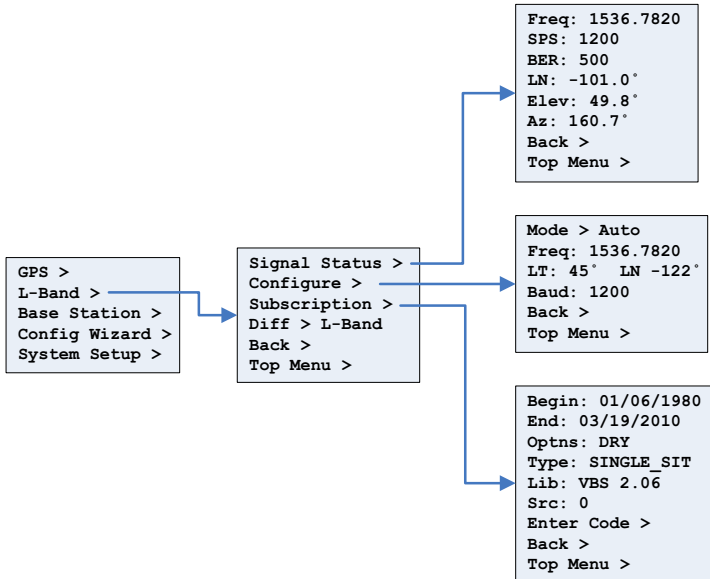 GPS >
L-Band >
Base Station >
Config Wizard >
System Setup >
Signal Status >
Configure >
Subscription >
Diff > L-Band
Back >
Top Menu >
Freq: 1536.7820
SPS: 1200
BER: 500
LN: -101.0°
Elev: 49.8°
Az: 160.7°
Back >
Top Menu >
Mode > Auto
Freq: 1536.7820
LT: 45° LN -122°
Baud: 1200
Back >
Top Menu >
Begin: 01/06/1980
End: 03/19/2010
Optns: DRY
Type: SINGLE_SIT
Lib: VBS 2.06
Src: 0
Enter Code >
Back >
Top Menu >